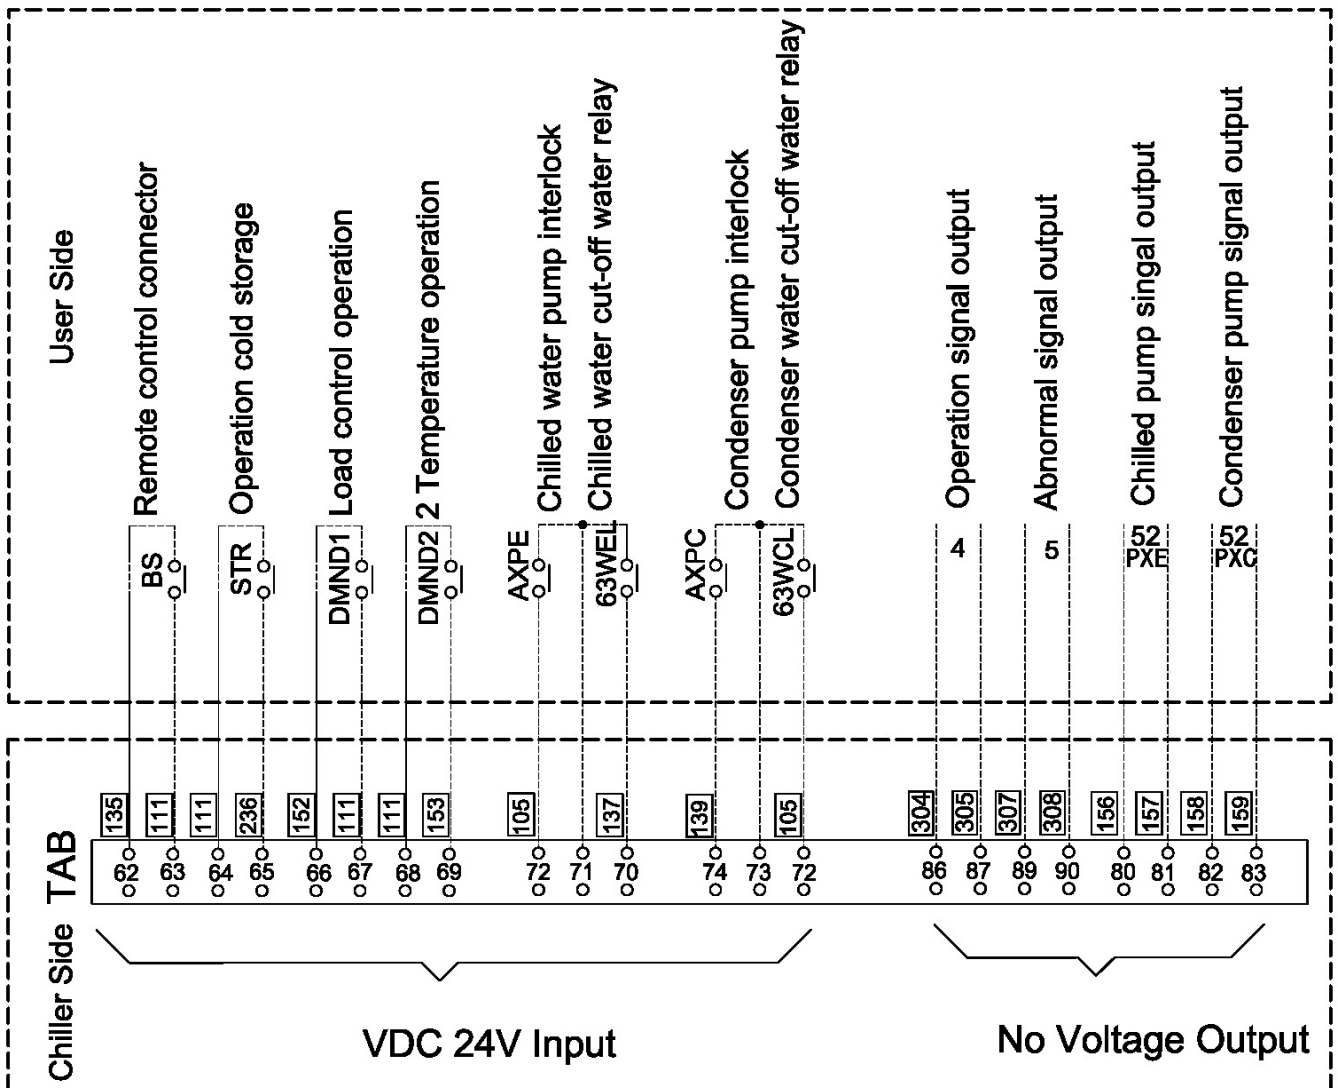 User Side
Remote control connector
Operation cold storage
Load control operation
2 Temperature operation
Chilled water pump interlock
Chilled water cut-off water relay
Condenser pump interlock
Condenser water cut-off water relay
Operation signal output
Abnormal signal output
Chilled pump singal output
Condenser pump signal output
BS
STR
DMND1
DMND2
AXPE
63WEL
AXPC
63WCL
4
5
52
PXE
52
PXC
135 111 111 236 152 111 111 153 105 137 139 105 304 305 307 308 156 157 158 159
TAB
62 63 64 65 66 67 68 69 72 71 70 74 73 72 86 87 89 90 80 81 82 83
Chiller Side
VDC 24V Input
No Voltage Output